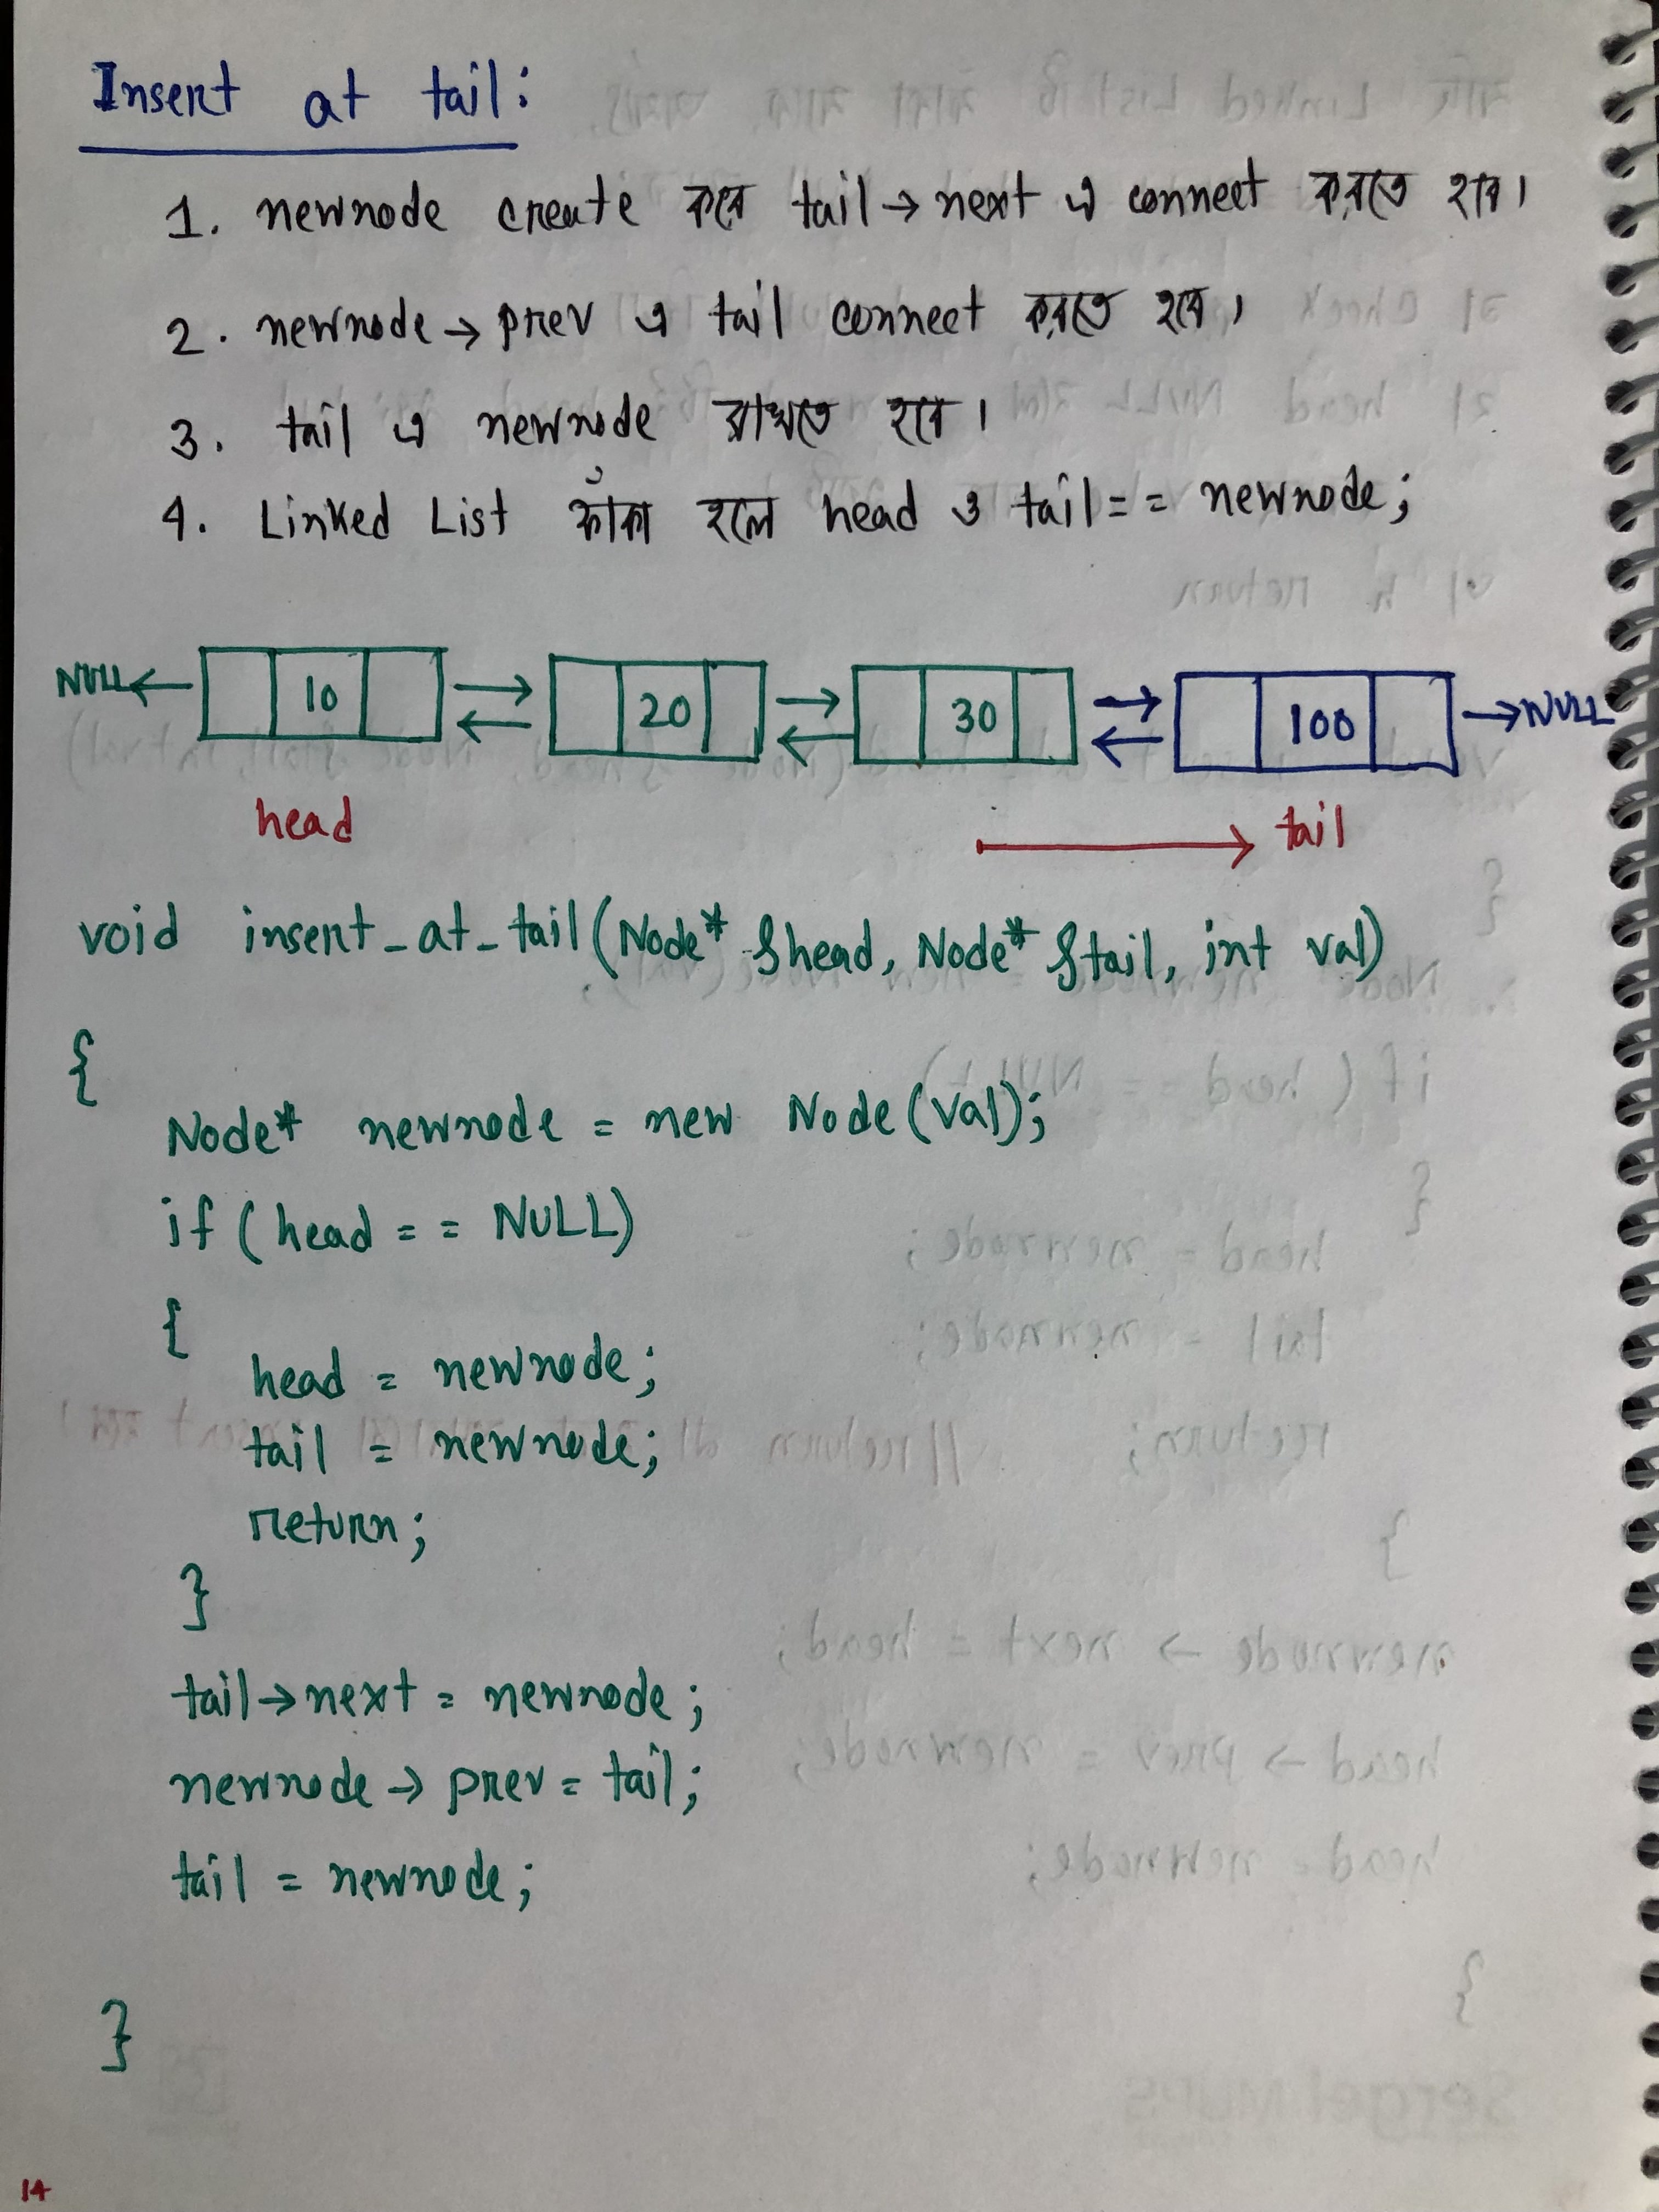 Insert at tail:
1. newnode create করে tail→next এ connect করতে হবে।
2. newnode→prev এ tail connect করতে হবে।
3. tail এ newnode রাখতে হবে।
4. Linked List ফাঁকা হলে head ও tail== newnode;
NULL← 10 20 30 100 →NULL
head tail
void insert_at_tail(Node* &head, Node* &tail, int val)
{
Node* newnode = new Node(val);
if (head == NULL)
{
head = newnode;
tail = newnode;
return;
}
tail→next = newnode;
newnode→prev = tail;
tail = newnode;
}
14